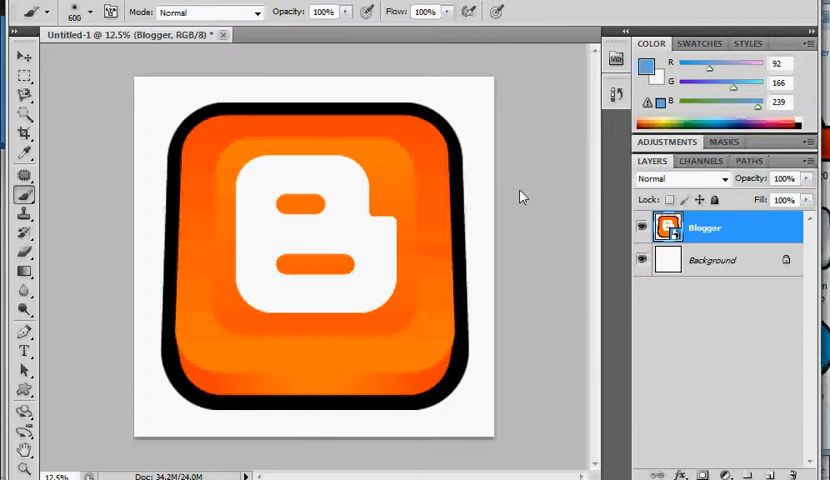 600
Mode: Normal
Opacity: 100%
Flow: 100%
Untitled-1 @ 12.5% (Blogger, RGB/8) *
COLOR SWATCHES STYLES
R 92
G 166
B 239
ADJUSTMENTS MASKS
LAYERS CHANNELS PATHS
Normal Opacity: 100%
Lock: Fill: 100%
Blogger
Background
T
B
12.5% Doc: 34.2M/24.0M